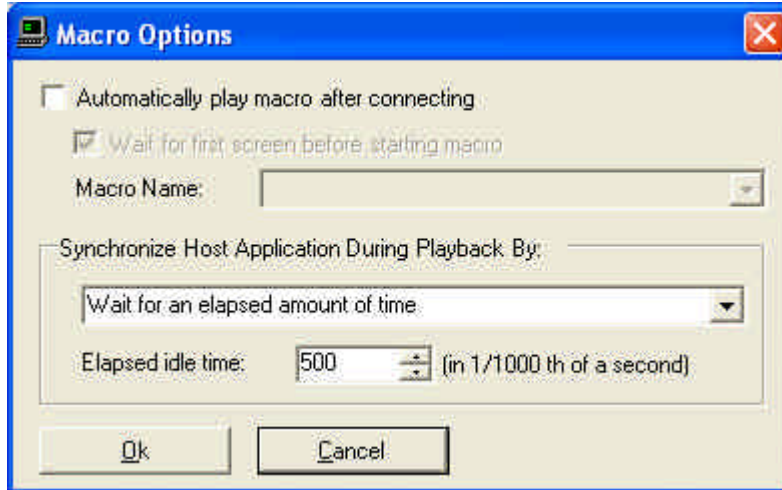 Macro Options
Automatically play macro after connecting
Wait for first screen before starting macro
Macro Name:
Synchronize Host Application During Playback By:
Wait for an elapsed amount of time
Elapsed idle time: 500 (in 1/1000 th of a second)
Ok Cancel